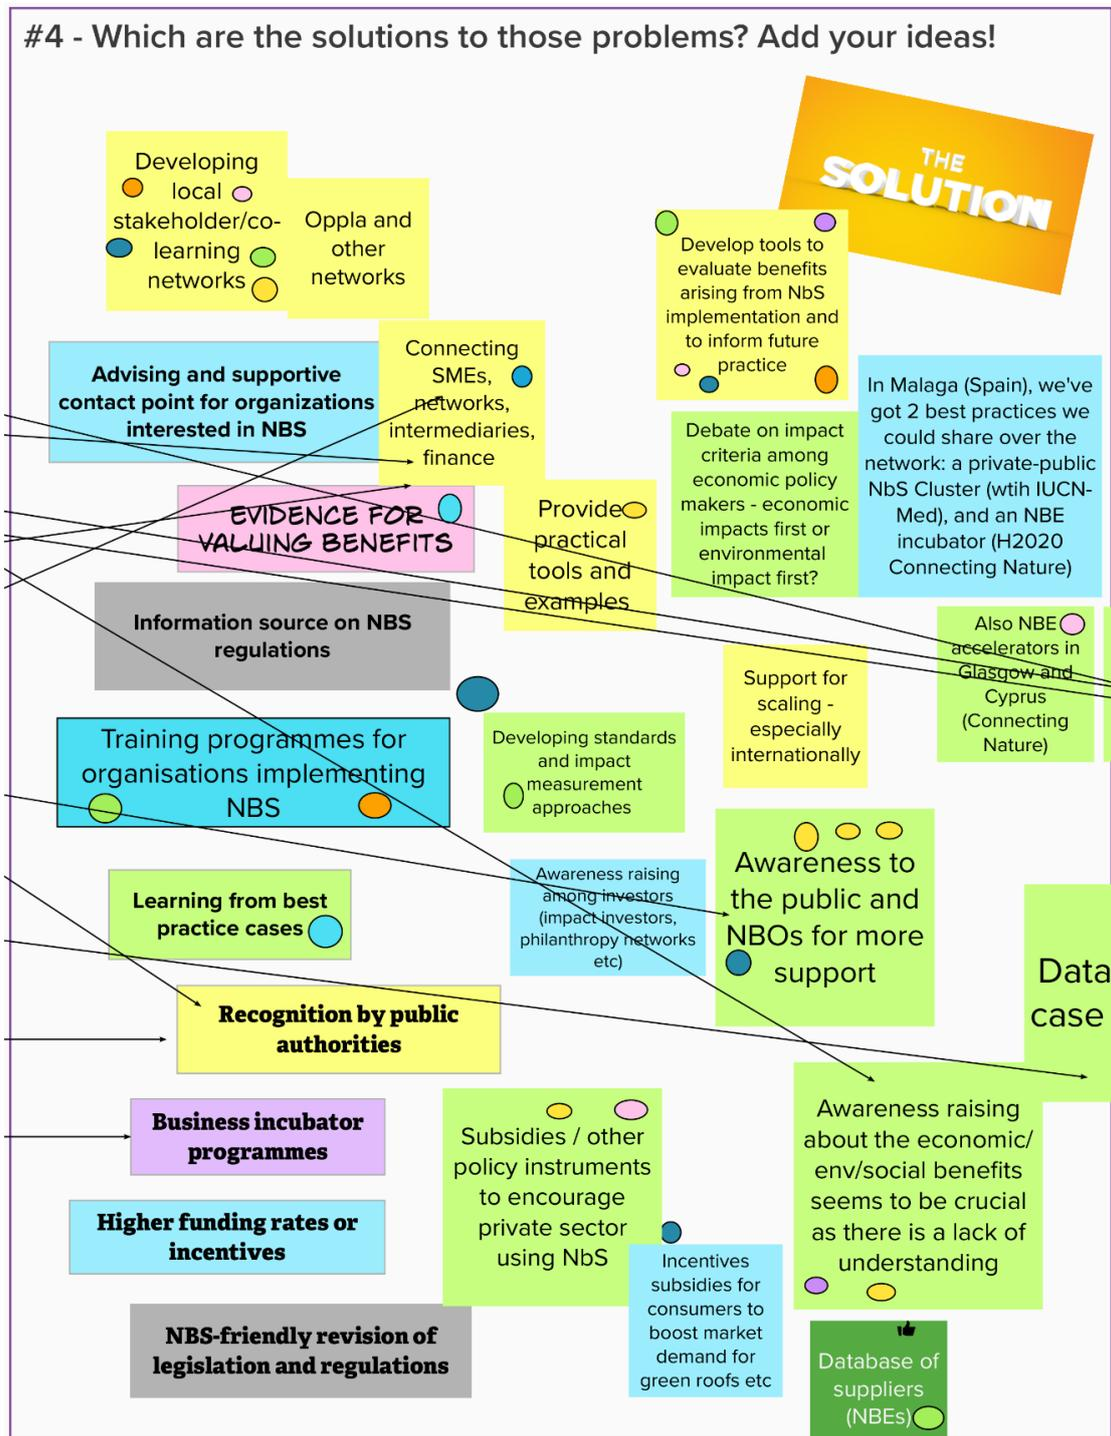 #4 - Which are the solutions to those problems? Add your ideas!
THE
SOLUTION
Developing
local
stakeholder/co-
learning
networks
Oppla and
other
networks
Develop tools to
evaluate benefits
arising from NbS
implementation and
to inform future
practice
Advising and supportive
contact point for organizations
interested in NBS
Connecting
SMEs,
networks,
intermediaries,
finance
In Malaga (Spain), we've
got 2 best practices we
could share over the
network: a private-public
NbS Cluster (wtih IUCN-
Med), and an NBE
incubator (H2020
Connecting Nature)
Debate on impact
criteria among
economic policy
makers - economic
impacts first or
environmental
impact first?
EVIDENCE FOR
VALUING BENEFITS
Provide
practical
tools and
examples
Information source on NBS
regulations
Also NBE
accelerators in
Glasgow and
Cyprus
(Connecting
Nature)
Support for
scaling -
especially
internationally
Training programmes for
organisations implementing
NBS
Developing standards
and impact
measurement
approaches
Awareness to
the public and
NBOs for more
support
Learning from best
practice cases
Awareness raising
among investors
(impact investors,
philanthropy networks
etc)
Data
case
Recognition by public
authorities
Business incubator
programmes
Subsidies / other
policy instruments
to encourage
private sector
using NbS
Awareness raising
about the economic/
env/social benefits
seems to be crucial
as there is a lack of
understanding
Higher funding rates or
incentives
Incentives
subsidies for
consumers to
boost market
demand for
green roofs etc
NBS-friendly revision of
legislation and regulations
Database of
suppliers
(NBEs)